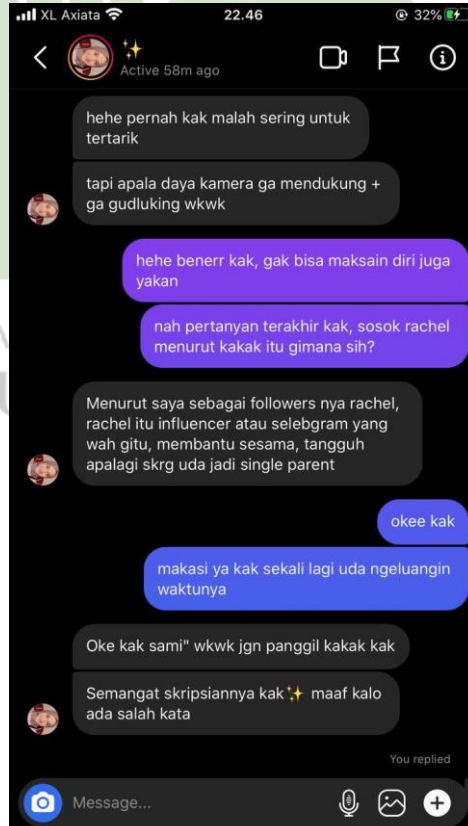 XL Axiata
22.46
32%
Active 58m ago
hehe pernah kak malah sering untuk
tertarik
tapi apala daya kamera ga mendukung +
ga gudluking wkwk
hehe benerr kak, gak bisa maksain diri juga
yakan
nah pertanyan terakhir kak, sosok rachel
menurut kakak itu gimana sih?
Menurut saya sebagai followers nya rachel,
rachel itu influencer atau selebgram yang
wah gitu, membantu sesama, tangguh
apalagi skrg uda jadi single parent
okee kak
makasi ya kak sekali lagi uda ngeluangin
waktunya
Oke kak sami" wkwk jgn panggil kakak kak
Semangat skripsiannya kak✨ maaf kalo
ada salah kata
You replied
Message...